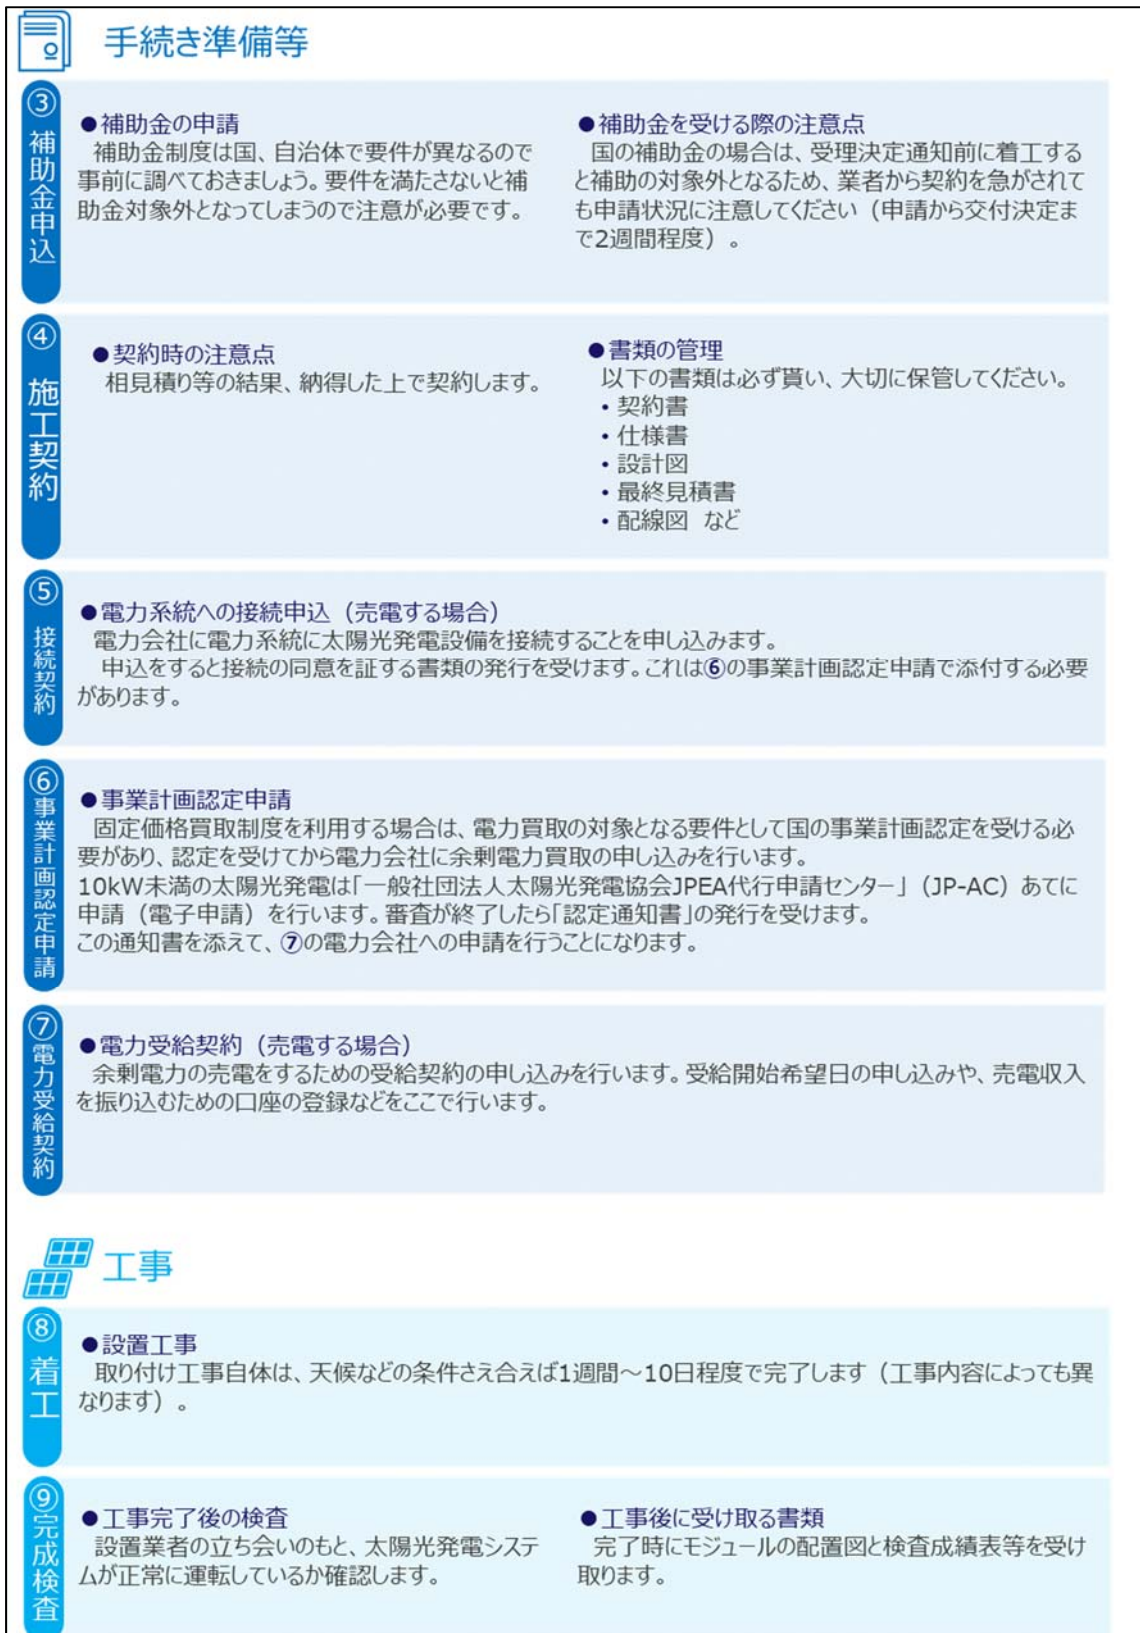 手続き準備等
③補助金申込
●補助金の申請
補助金制度は国、自治体で要件が異なるので
事前に調べておきましょう。要件を満たさないと補
助金対象外となってしまうので注意が必要です。
●補助金を受ける際の注意点
国の補助金の場合は、受理決定通知前に着工する
と補助の対象外となるため、業者から契約を急がされて
も申請状況に注意してください（申請から交付決定ま
で2週間程度）。
④施工契約
●契約時の注意点
相見積り等の結果、納得した上で契約します。
●書類の管理
以下の書類は必ず貰い、大切に保管してください。
・契約書
・仕様書
・設計図
・最終見積書
・配線図 など
⑤接続契約
●電力系統への接続申込（売電する場合）
電力会社に電力系統に太陽光発電設備を接続することを申し込みます。
申込をすると接続の同意を証する書類の発行を受けます。これは⑥の事業計画認定申請で添付する必要
があります。
⑥事業計画認定申請
●事業計画認定申請
固定価格買取制度を利用する場合は、電力買取の対象となる要件として国の事業計画認定を受ける必
要があり、認定を受けてから電力会社に余剰電力買取の申し込みを行います。
10kW未満の太陽光発電は「一般社団法人太陽光発電協会JPEA代行申請センター」（JP-AC）あてに
申請（電子申請）を行います。審査が終了したら「認定通知書」の発行を受けます。
この通知書を添えて、⑦の電力会社への申請を行うことになります。
⑦電力受給契約
●電力受給契約（売電する場合）
余剰電力の売電をするための受給契約の申し込みを行います。受給開始希望日の申し込みや、売電収入
を振り込むための口座の登録などをここで行います。
工事
⑧着工
●設置工事
取り付け工事自体は、天候などの条件さえ合えば1週間～10日程度で完了します（工事内容によっても異
なります）。
⑨完成検査
●工事完了後の検査
設置業者の立ち会いのもと、太陽光発電システ
ムが正常に運転しているか確認します。
●工事後に受け取る書類
完了時にモジュールの配置図と検査成績表等を受け
取ります。